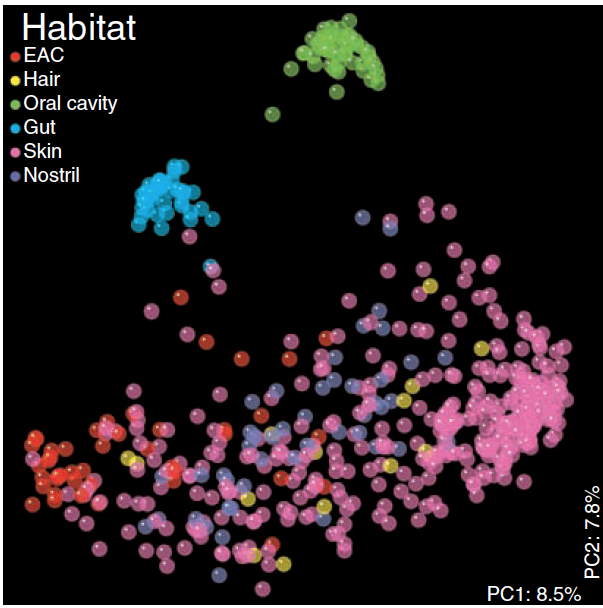 Habitat
EAC
Hair
Oral cavity
Gut
Skin
Nostril
PC2: 7.8%
PC1: 8.5%